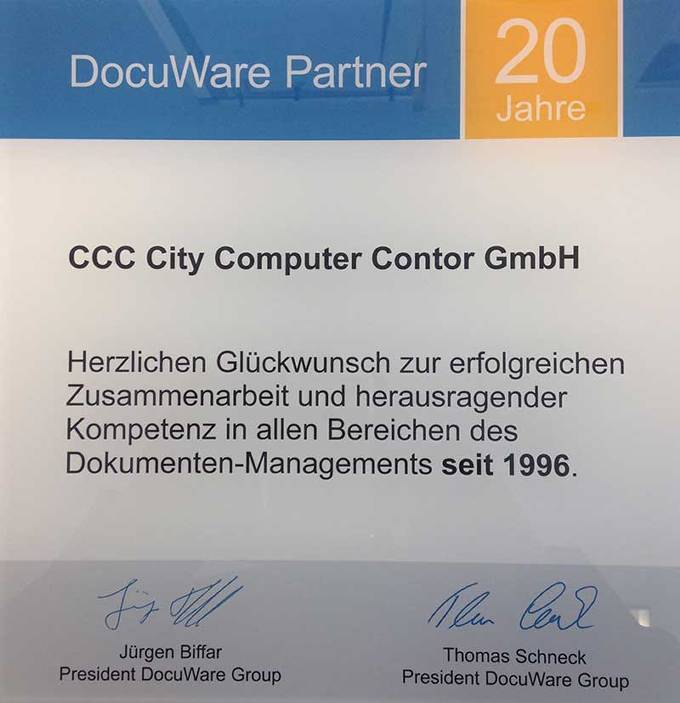 DocuWare Partner
20
Jahre
CCC City Computer Contor GmbH
Herzlichen Glückwunsch zur erfolgreichen
Zusammenarbeit und herausragender
Kompetenz in allen Bereichen des
Dokumenten-Managements seit 1996.
Jürgen Biffar
President DocuWare Group
Thomas Schneck
President DocuWare Group